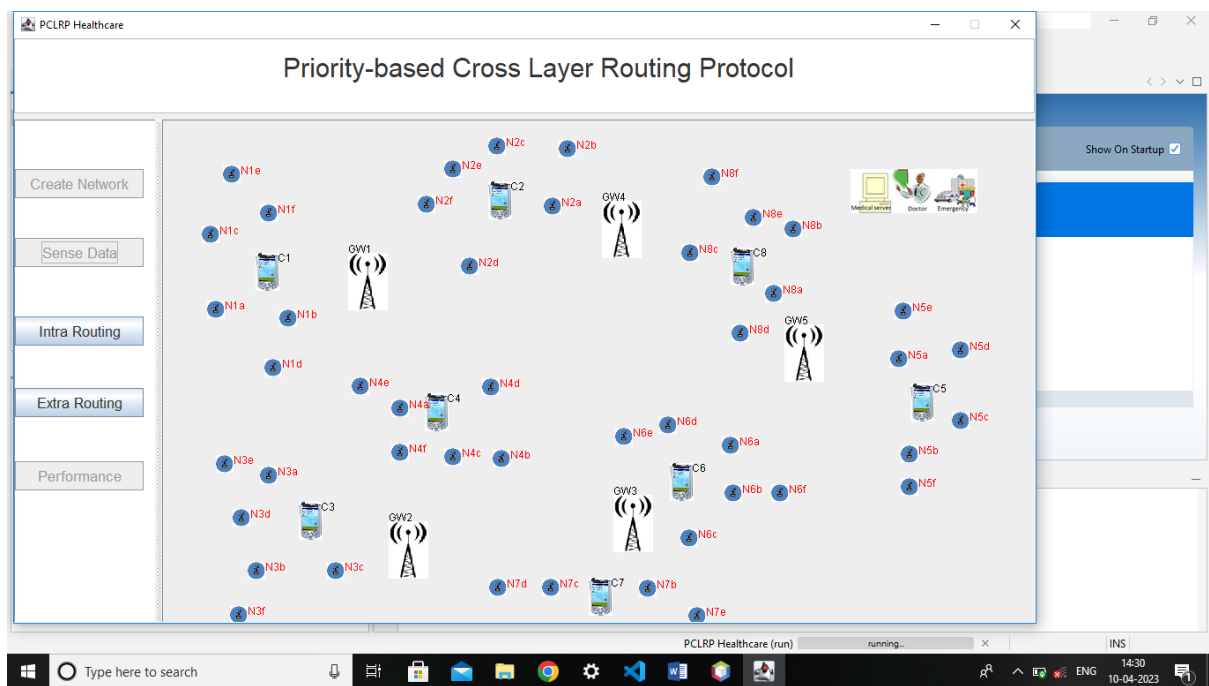 PCLRP Healthcare
Priority-based Cross Layer Routing Protocol
Create Network
Sense Data
Intra Routing
Extra Routing
Performance
N1e
N1f
N1c
C1
N1a
N1b
N1d
GW1
N2c
N2b
N2e
C2
N2f
N2a
N2d
GW4
N8f
N8e
N8b
N8c
C8
N8a
N8d
GW5
Medical server
Doctor
Emergency
N5e
N5d
N5a
C5
N5c
N5b
N5f
N4e
N4d
N4a
C4
N4f
N4c
N4b
N6d
N6e
N6a
C6
N6b
N6f
N6c
GW3
N3e
N3a
N3d
C3
N3b
N3c
N3f
GW2
N7d
N7c
C7
N7b
N7e
Show On Startup
PCLRP Healthcare (run)
running...
INS
Type here to search
ENG
14:30
10-04-2023
1